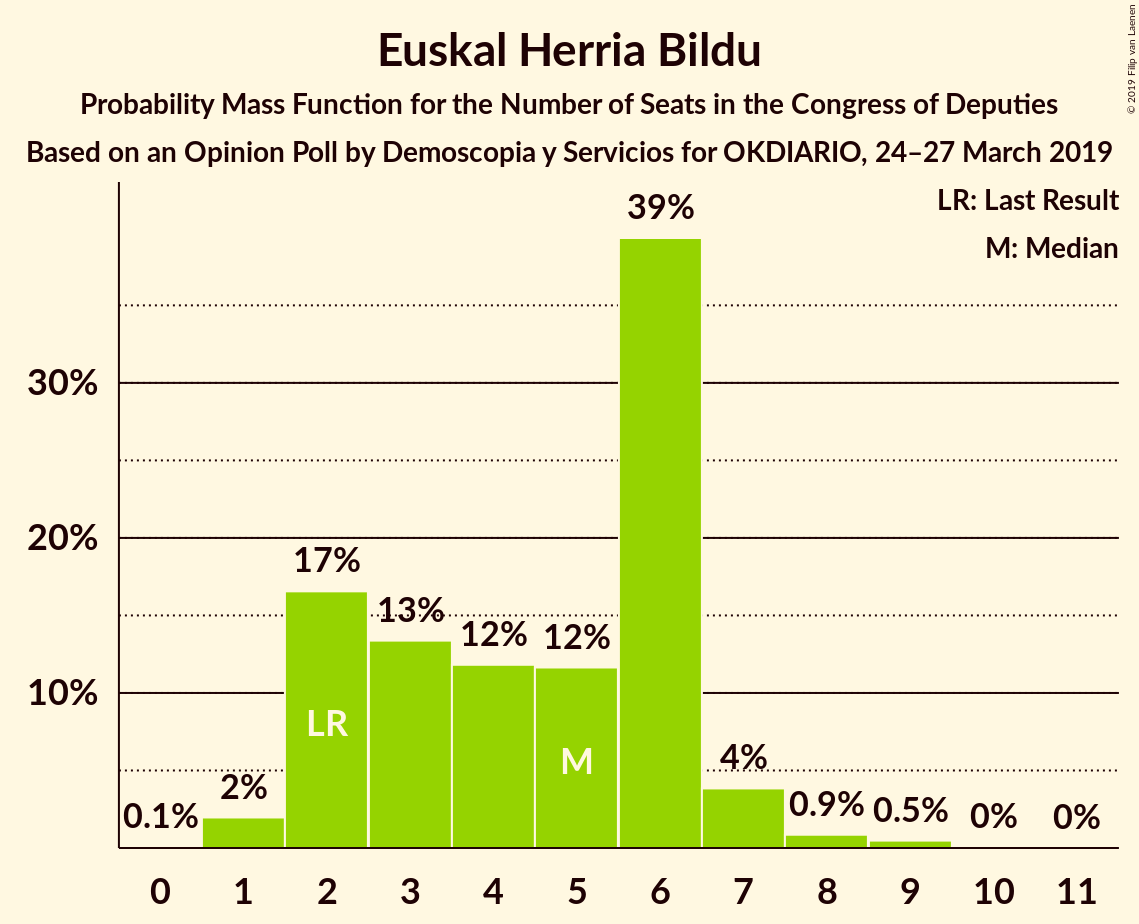 Euskal Herria Bildu
Probability Mass Function for the Number of Seats in the Congress of Deputies
Based on an Opinion Poll by Demoscopia y Servicios for OKDIARIO, 24–27 March 2019
© 2019 Filip van Laenen
LR: Last Result
M: Median
39%
30%
20%
17%
13%
12%
12%
10%
LR
M
4%
2%
0.1%
0.9%
0.5%
0%
0%
0 1 2 3 4 5 6 7 8 9 10 11